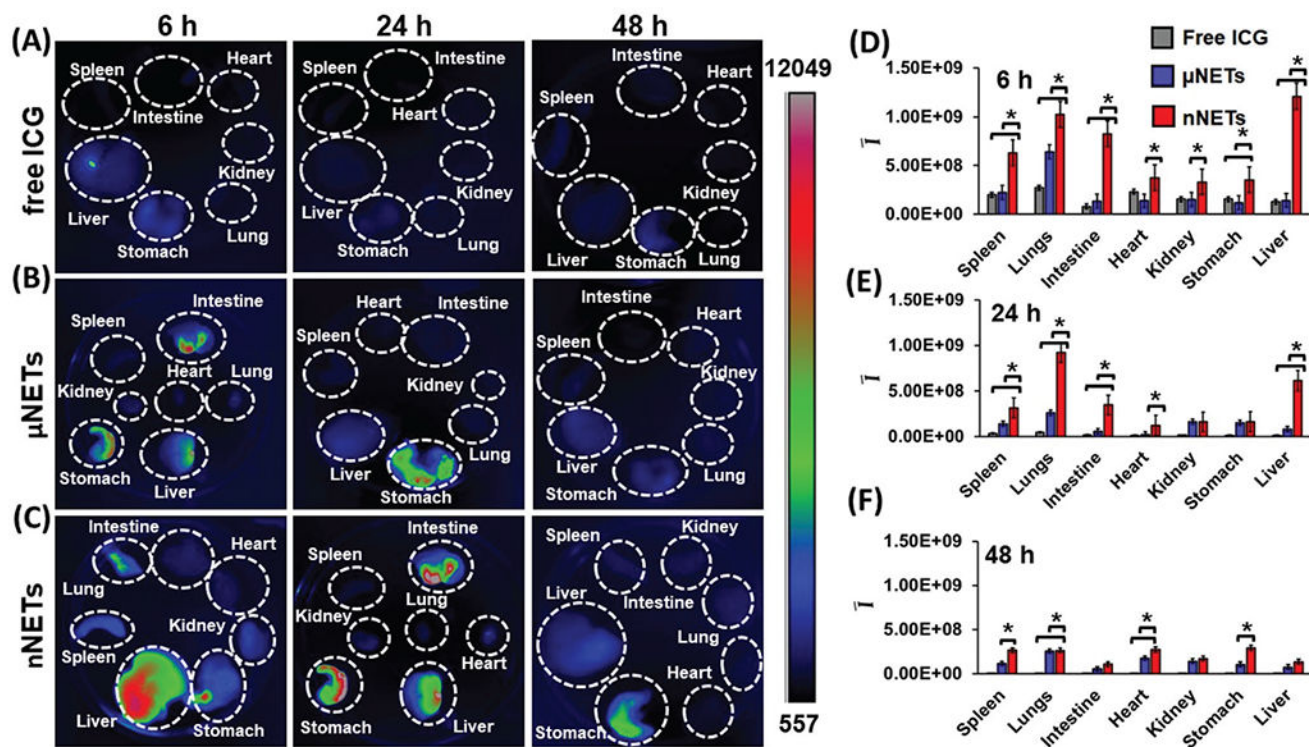 6 h
24 h
48 h
(A)
free ICG
Spleen
Heart
Intestine
Kidney
Liver
Stomach
Lung
Spleen
Intestine
Heart
Kidney
Liver
Stomach
Lung
Intestine
Heart
Spleen
Kidney
Liver
Stomach
Lung
(B)
µNETs
Intestine
Spleen
Heart
Lung
Kidney
Stomach
Liver
Heart
Intestine
Spleen
Kidney
Lung
Liver
Stomach
Intestine
Heart
Spleen
Kidney
Liver
Lung
Stomach
(C)
nNETs
Intestine
Heart
Lung
Kidney
Spleen
Liver
Stomach
Intestine
Spleen
Lung
Kidney
Heart
Stomach
Liver
Kidney
Spleen
Liver
Intestine
Lung
Heart
Stomach
12049
557
(D)
Free ICG
µNETs
nNETs
6 h
1.50E+09
1.00E+09
5.00E+08
0.00E+00
I
* * * * * * *
Spleen
Lungs
Intestine
Heart
Kidney
Stomach
Liver
(E)
24 h
1.50E+09
1.00E+09
5.00E+08
0.00E+00
I
* * * * *
Spleen
Lungs
Intestine
Heart
Kidney
Stomach
Liver
(F)
48 h
1.50E+09
1.00E+09
5.00E+08
0.00E+00
I
* * * *
Spleen
Lungs
Intestine
Heart
Kidney
Stomach
Liver